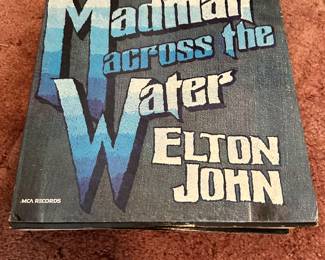 Madman
across the
Water
ELTON
JOHN
MCA RECORDS